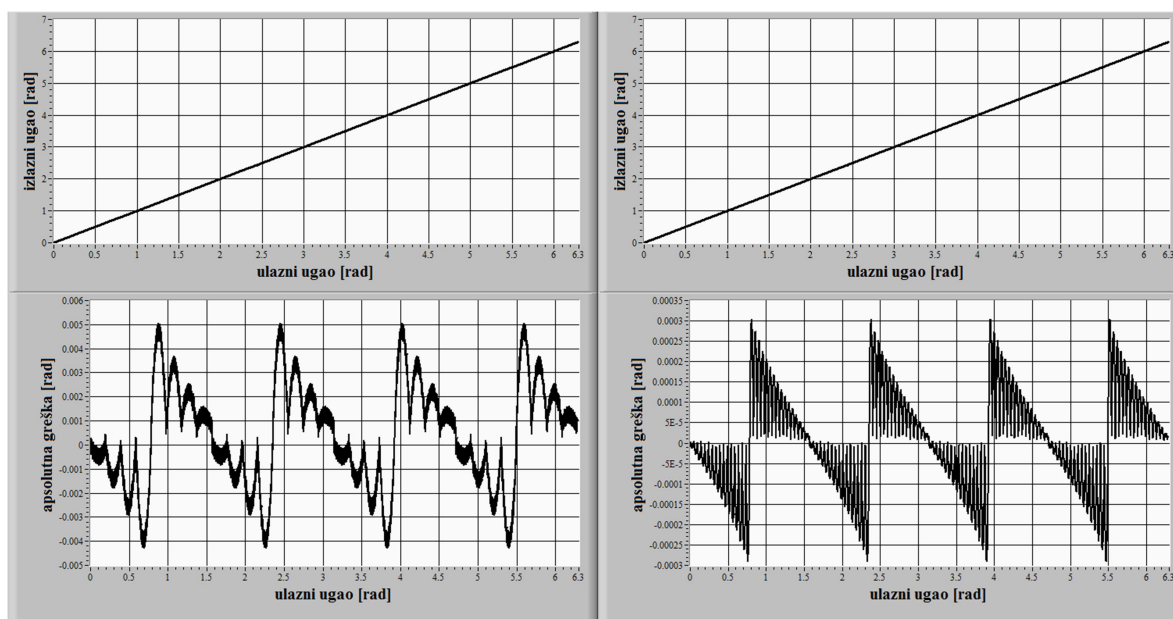 7
6
5
4
3
2
1
0
izlazni ugao [rad]
0 0.5 1 1.5 2 2.5 3 3.5 4 4.5 5 5.5 6 6.3
ulazni ugao [rad]
7
6
5
4
3
2
1
0
izlazni ugao [rad]
0 0.5 1 1.5 2 2.5 3 3.5 4 4.5 5 5.5 6 6.3
ulazni ugao [rad]
0.006
0.005
0.004
0.003
0.002
0.001
0
-0.001
-0.002
-0.003
-0.004
-0.005
apsolutna greška [rad]
0 0.5 1 1.5 2 2.5 3 3.5 4 4.5 5 5.5 6 6.3
ulazni ugao [rad]
0.00035
0.0003
0.00025
0.0002
0.00015
0.0001
5E-5
0
-5E-5
-0.0001
-0.00015
-0.0002
-0.00025
-0.0003
apsolutna greška [rad]
0 0.5 1 1.5 2 2.5 3 3.5 4 4.5 5 5.5 6 6.3
ulazni ugao [rad]